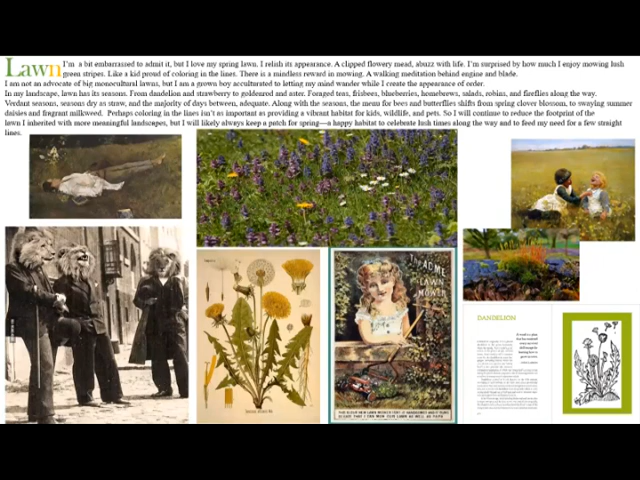 Lawn I'm a bit embarrassed to admit it, but I love my spring lawn. I relish its appearance. A clipped flowery mead, abuzz with life. I'm surprised by how much I enjoy mowing lush
green stripes. Like a kid proud of coloring in the lines. There is a mindless reward in mowing. A walking meditation behind engine and blade.
I am not an advocate of big monocultural lawns, but I am a grown boy acculturated to letting my mind wander while I create the appearance of order.
In my landscape, lawn has its seasons. From dandelion and strawberry to goldenrod and aster. Foraged teas, frisbees, blueberries, homebrews, salads, robins, and fireflies along the way.
Verdant seasons, seasons dry as straw, and the majority of days between, adequate. Along with the seasons, the menu for bees and butterflies shifts from spring clover blossom, to swaying summer
daisies and fragrant milkweed. Perhaps coloring in the lines isn't as important as providing a vibrant habitat for kids, wildlife, and pets. So I will continue to reduce the footprint of the
lawn I inherited with more meaningful landscapes, but I will likely always keep a patch for spring—a happy habitat to celebrate lush times along the way and to feed my need for a few straight
lines.
THE ACME
LAWN
MOWER
DANDELION